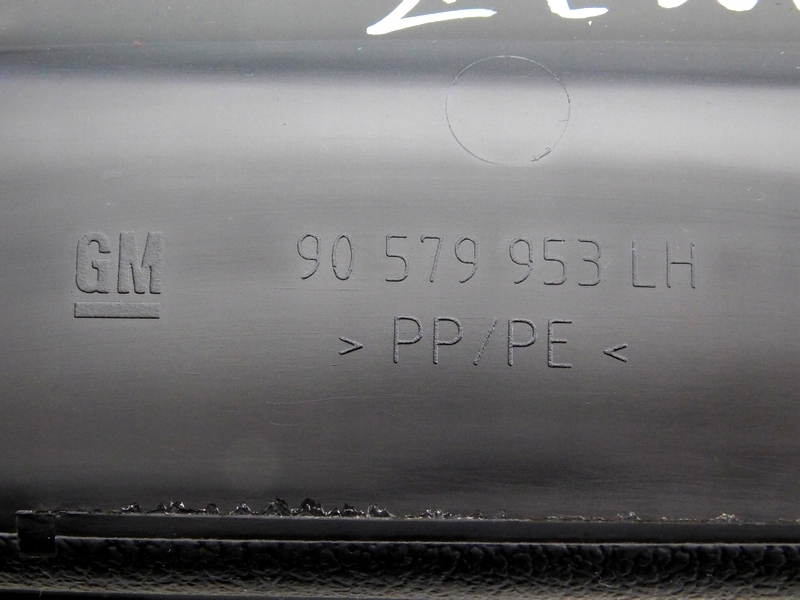 GM
90 579 953 LH
> PP/PE <